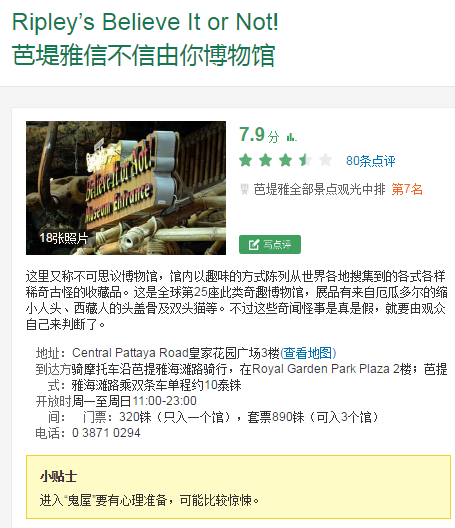 Ripley's Believe It or Not!
芭堤雅信不信由你博物馆
Believe It or Not!
Museum Entrance
18张照片
7.9 分
80条点评
芭堤雅全部景点观光中排 第7名
写点评
这里又称不可思议博物馆，馆内以趣味的方式陈列从世界各地搜集到的各式各样
稀奇古怪的收藏品。这是全球第25座此类奇趣博物馆，展品有来自厄瓜多尔的缩
小人头、西藏人的头盖骨及双头猫等。不过这些奇闻怪事是真是假，就要由观众
自己来判断了。
地址：Central Pattaya Road皇家花园广场3楼(查看地图)
到达方骑摩托车沿芭提雅海滩路骑行，在Royal Garden Park Plaza 2楼；芭提
式：雅海滩路乘双条车单程约10泰铢
开放时周一至周日11:00-23:00
间： 门票：320铢（只入一个馆），套票890铢（可入3个馆）
电话：0 3871 0294
小贴士
进入“鬼屋”要有心理准备，可能比较惊悚。